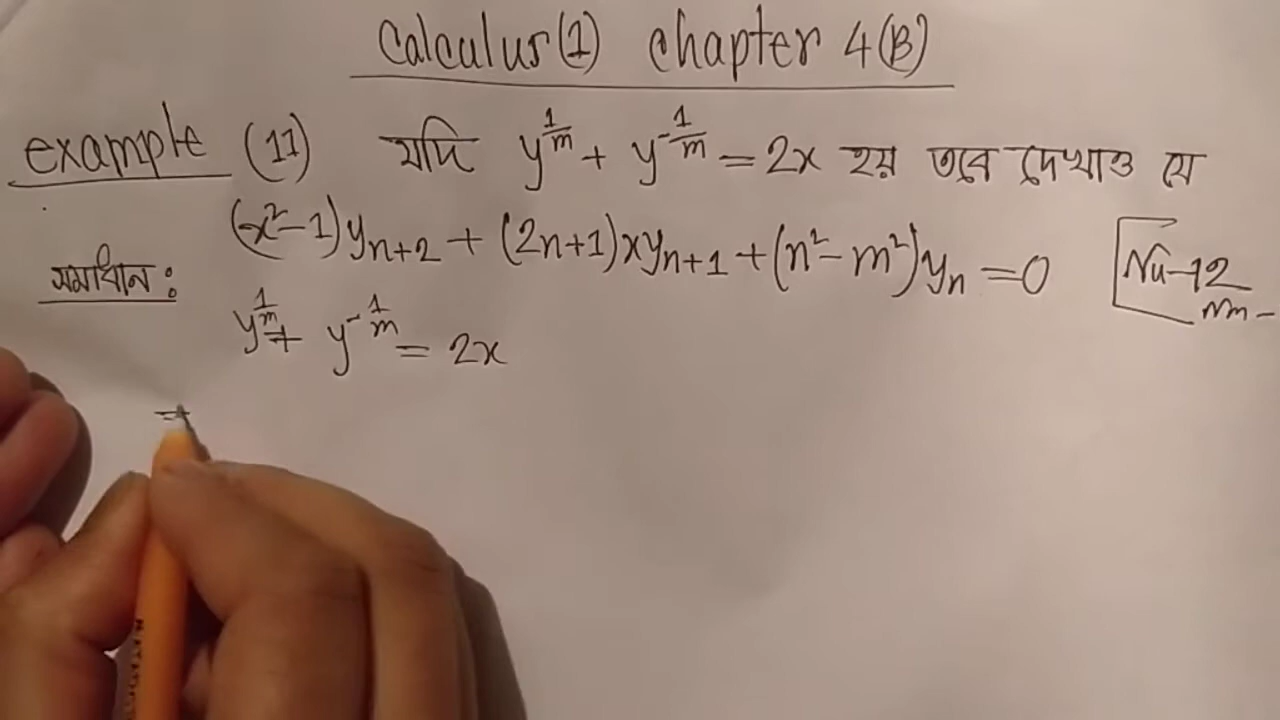 Calculus(1) chapter 4(B)
example (11) যদি y^{1/m} + y^{-1/m} = 2x হয় তবে দেখাও যে
(x²-1)y_{n+2} + (2n+1)xy_{n+1} + (n²-m²)y_n = 0 [Nu-12
সমাধান:
y^{1/m} + y^{-1/m} = 2x